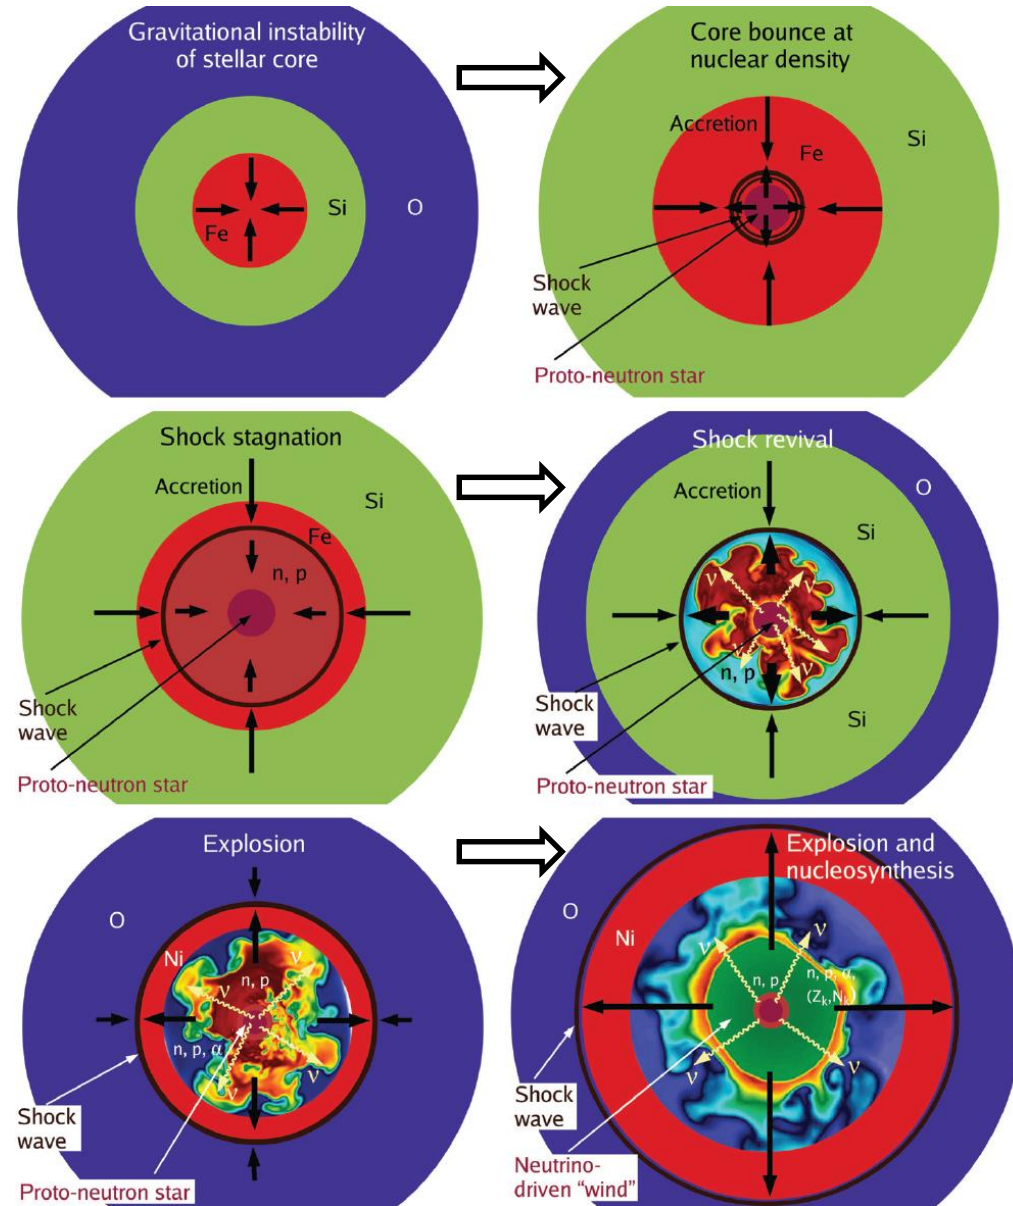 Gravitational instability
of stellar core
Si
O
Fe
Core bounce at
nuclear density
Accretion
Si
Fe
Shock
wave
Proto-neutron star
Shock stagnation
Accretion
Si
Fe
n, p
Shock
wave
Proto-neutron star
Shock revival
O
Accretion
Si
ν
ν
n, p
ν
Shock
wave
Si
Proto-neutron star
Explosion
O
Ni
ν
n, p
ν
n, p, α
ν
ν
Shock
wave
Proto-neutron star
Explosion and
nucleosynthesis
O
Ni
ν
ν
n, p
n, p, α,
(Zₖ,Nₖ)
ν
ν
Shock
wave
Neutrino-
driven "wind"